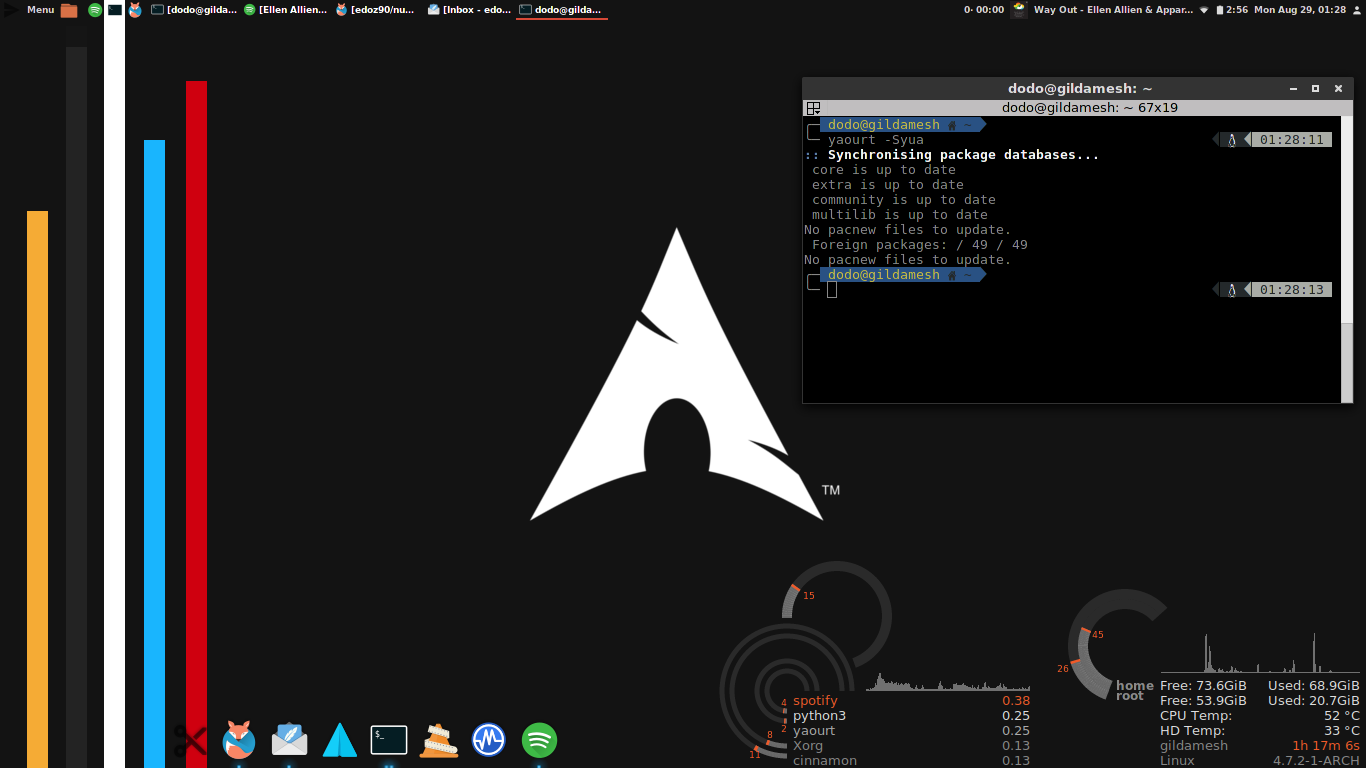 Menu [dodo@gilda... [Ellen Allien... [edoz90/nu... [Inbox - edo... dodo@gilda... 0- 00:00 Way Out - Ellen Allien & Appar... 2:56 Mon Aug 29, 01:28
dodo@gildamesh: ~
dodo@gildamesh: ~ 67x19
dodo@gildamesh ~
yaourt -Syua 01:28:11
:: Synchronising package databases...
core is up to date
extra is up to date
community is up to date
multilib is up to date
No pacnew files to update.
Foreign packages: / 49 / 49
No pacnew files to update.
dodo@gildamesh ~
01:28:13
TM
15
45
26
home
root
4
2
8
11
spotify 0.38
python3 0.25
yaourt 0.25
Xorg 0.13
cinnamon 0.13
Free: 73.6GiB Used: 68.9GiB
Free: 53.9GiB Used: 20.7GiB
CPU Temp: 52 °C
HD Temp: 33 °C
gildamesh 1h 17m 6s
Linux 4.7.2-1-ARCH
$_